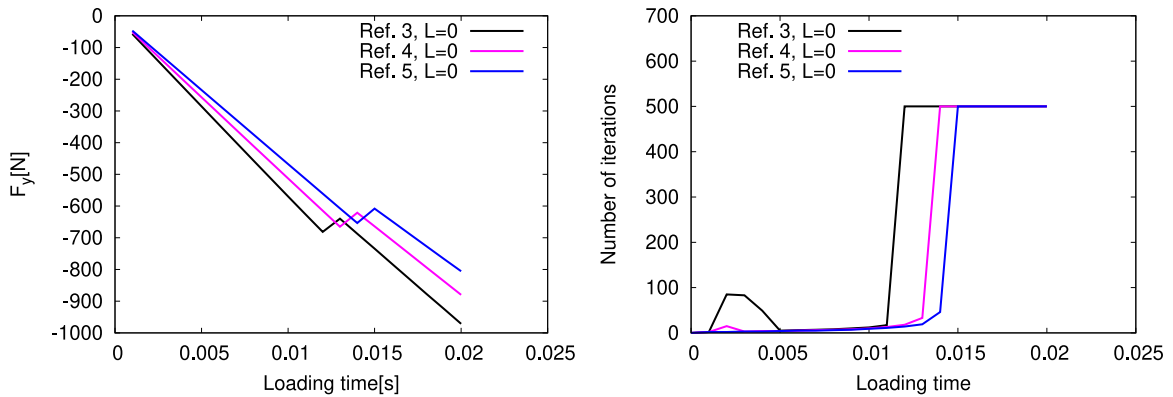 0
-100
-200
-300
-400
-500
-600
-700
-800
-900
-1000
F_y[N]
Ref. 3, L=0
Ref. 4, L=0
Ref. 5, L=0
0 0.005 0.01 0.015 0.02 0.025
Loading time[s]
700
600
500
400
300
200
100
0
Number of iterations
Ref. 3, L=0
Ref. 4, L=0
Ref. 5, L=0
0 0.005 0.01 0.015 0.02 0.025
Loading time